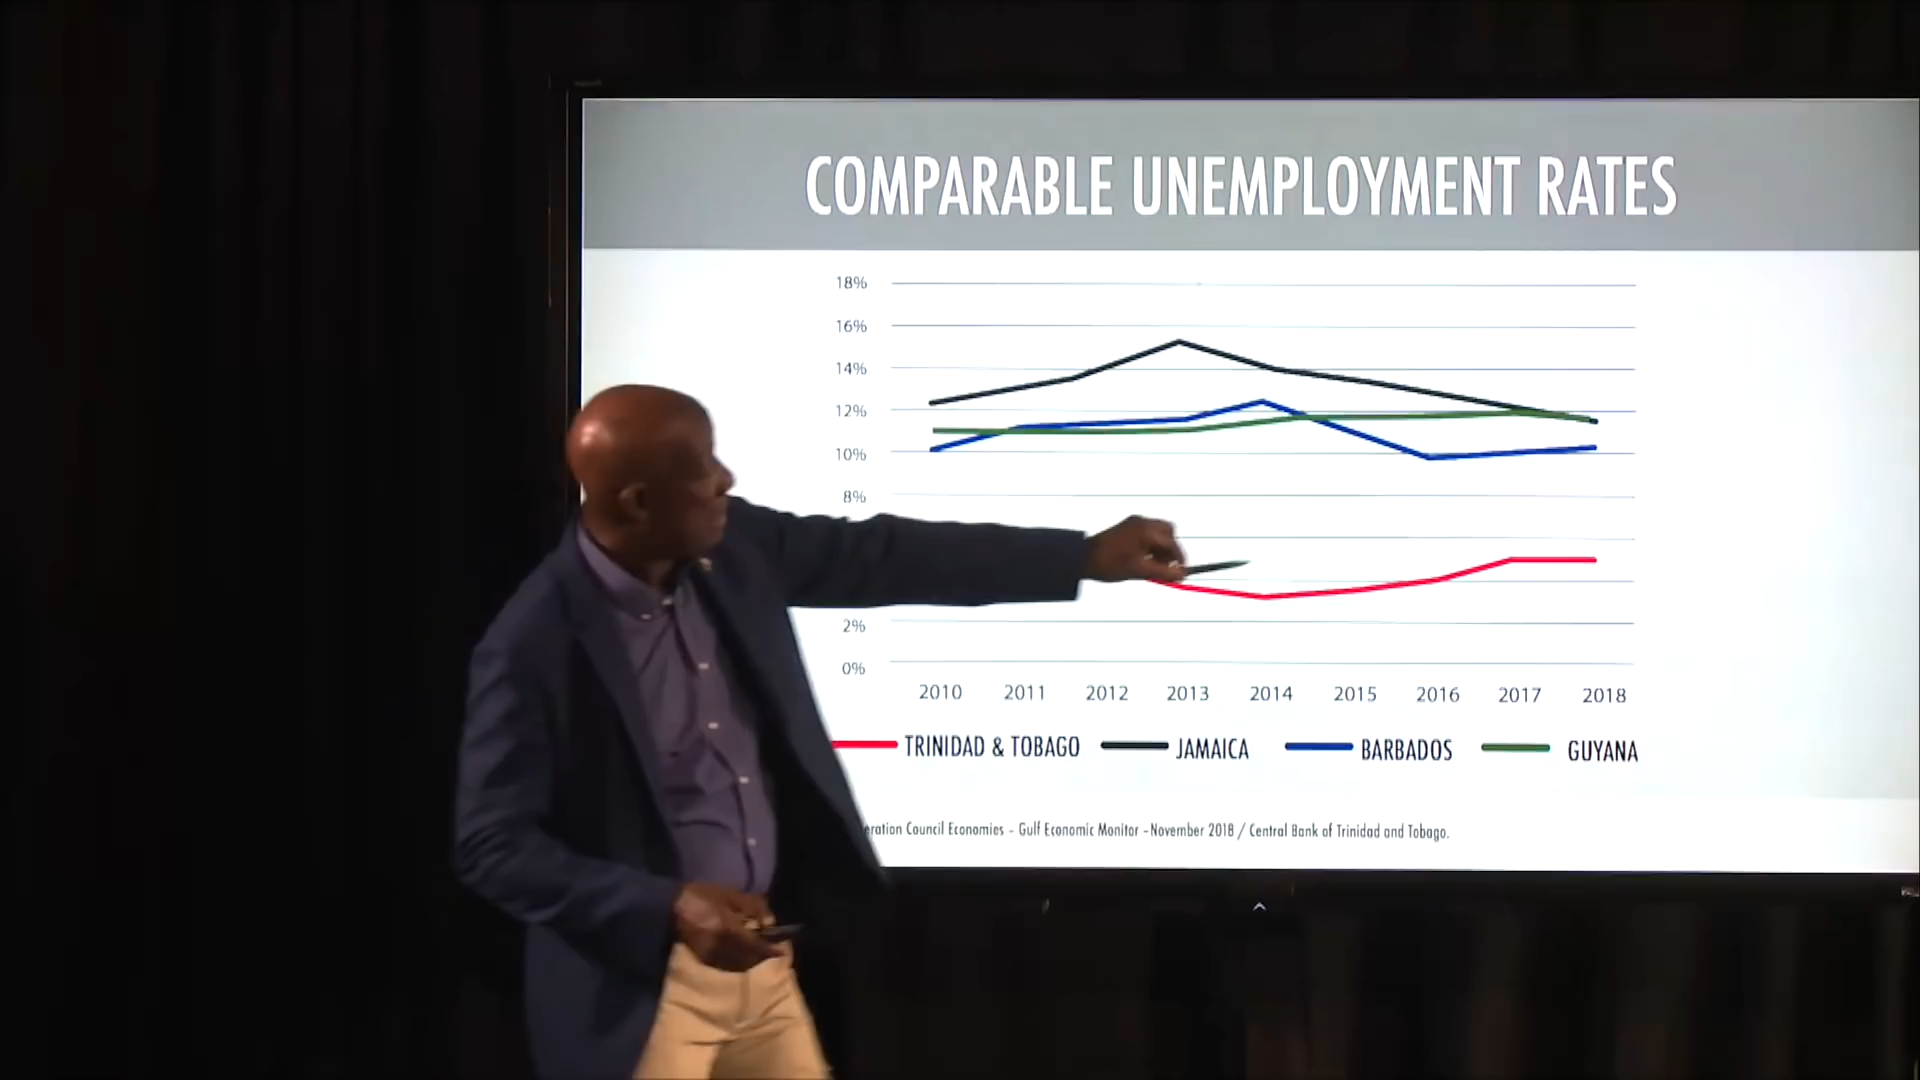 COMPARABLE UNEMPLOYMENT RATES
18%
16%
14%
12%
10%
8%
2%
0%
2010 2011 2012 2013 2014 2015 2016 2017 2018
TRINIDAD & TOBAGO JAMAICA BARBADOS GUYANA
Council Economies - Gulf Economic Monitor -November 2018 / Central Bank of Trinidad and Tobago.